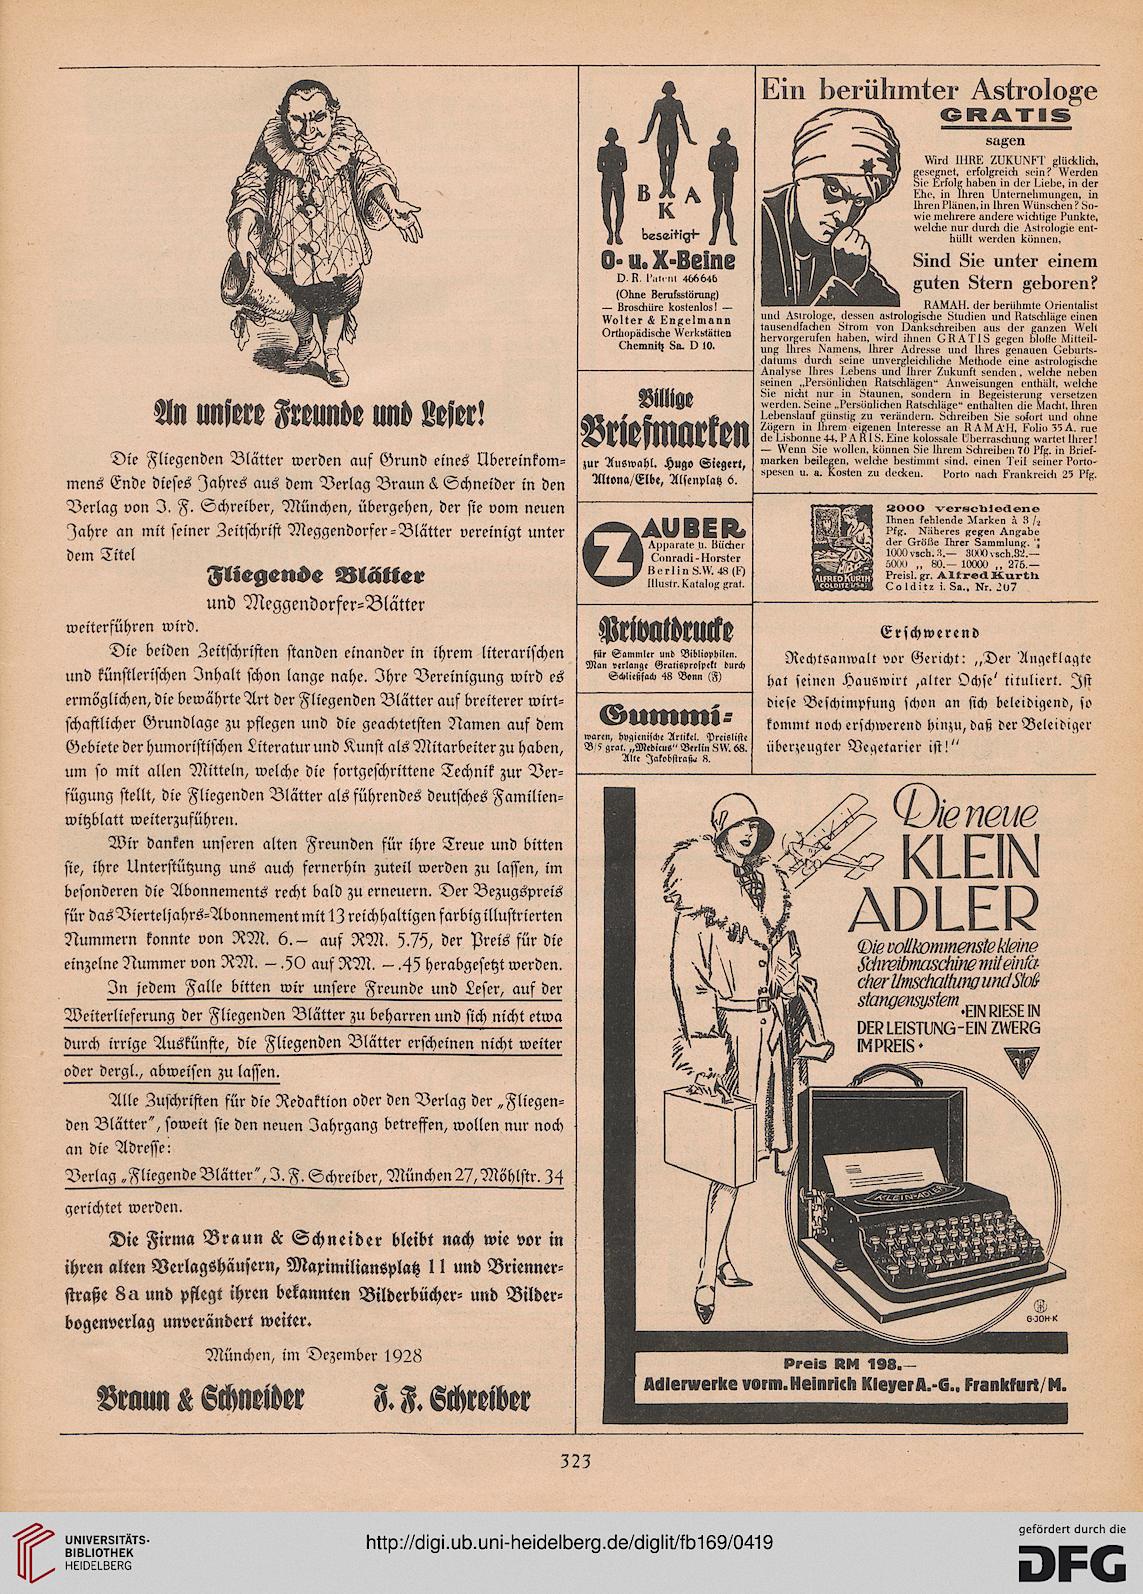 An unsere Freunde und Leser!
Die Fliegenden Blätter werden auf Grund eines Übereinkom=
mens Ende dieses Jahres aus dem Verlag Braun & Schneider in den
Verlag von J. F. Schreiber, München, übergehen, der sie vom neuen
Jahre an mit seiner Zeitschrift Meggendorfer=Blätter vereinigt unter
dem Titel
Fliegende Blätter
und Meggendorfer=Blätter
weiterführen wird.
Die beiden Zeitschriften standen einander in ihrem literarischen
und künstlerischen Inhalt schon lange nahe. Ihre Vereinigung wird es
ermöglichen, die bewährte Art der Fliegenden Blätter auf breiterer wirt=
schaftlicher Grundlage zu pflegen und die geachtetsten Namen auf dem
Gebiete der humoristischen Literatur und Kunst als Mitarbeiter zu haben,
um so mit allen Mitteln, welche die fortgeschrittene Technik zur Ver=
fügung stellt, die Fliegenden Blätter als führendes deutsches Familien=
witzblatt weiterzuführen.
Wir danken unseren alten Freunden für ihre Treue und bitten
sie, ihre Unterstützung uns auch fernerhin zuteil werden zu lassen, im
besonderen die Abonnements recht bald zu erneuern. Der Bezugspreis
für das Vierteljahrs=Abonnement mit 13 reichhaltigen farbig illustrierten
Nummern konnte von RM. 6.— auf RM. 5.75, der Preis für die
einzelne Nummer von RM. —.50 auf RM. —.45 herabgesetzt werden.
In jedem Falle bitten wir unsere Freunde und Leser, auf der
Weiterlieferung der Fliegenden Blätter zu beharren und sich nicht etwa
durch irrige Auskünfte, die Fliegenden Blätter erscheinen nicht weiter
oder dergl., abweisen zu lassen.
Alle Zuschriften für die Redaktion oder den Verlag der „Fliegen=
den Blätter", soweit sie den neuen Jahrgang betreffen, wollen nur noch
an die Adresse:
Verlag „Fliegende Blätter", J. F. Schreiber, München 27, Möhlstr. 34
gerichtet werden.
Die Firma Braun & Schneider bleibt nach wie vor in
ihren alten Verlagshäusern, Maximiliansplatz 11 und Brienner=
straße 8a und pflegt ihren bekannten Bilderbücher= und Bilder=
bogenverlag unverändert weiter.
München, im Dezember 1928
Braun & Schneider J. F. Schreiber
B K A
beseitigt
O- u. X-Beine
D. R. Patent 466646
(Ohne Berufsstörung)
— Broschüre kostenlos! —
Wolter & Engelmann
Orthopädische Werkstätten
Chemnitz Sa. D 10.
Billige
Briefmarken
zur Auswahl. Hugo Siegert,
Altona/Elbe, Alsenplatz 6.
ZAUBER
Apparate u. Bücher
Conradi-Horster
Berlin S.W. 48 (F)
Illustr. Katalog grat.
Privatdrucke
für Sammler und Bibliophilen.
Man verlange Gratisprospekt durch
Schließfach 48 Bonn (F)
Gummi=
waren, hygienische Artikel. Preisliste
B/5 grat. „Medicus" Berlin SW. 68.
Alte Jakobstraße 8.
Ein berühmter Astrologe
GRATIS
sagen
Wird IHRE ZUKUNFT glücklich,
gesegnet, erfolgreich sein? Werden
Sie Erfolg haben in der Liebe, in der
Ehe, in Ihren Unternehmungen, in
Ihren Plänen, in Ihren Wünschen? So-
wie mehrere andere wichtige Punkte,
welche nur durch die Astrologie ent-
hüllt werden können.
Sind Sie unter einem
guten Stern geboren?
RAMAH, der berühmte Orientalist
und Astrologe, dessen astrologische Studien und Ratschläge einen
tausendfachen Strom von Dankschreiben aus der ganzen Welt
hervorgerufen haben, wird ihnen GRATIS gegen bloße Mitteil-
ung Ihres Namens, Ihrer Adresse und Ihres genauen Geburts-
datums durch seine unvergleichliche Methode eine astrologische
Analyse Ihres Lebens und Ihrer Zukunft senden, welche neben
seinen „Persönlichen Ratschlägen" Anweisungen enthält, welche
Sie nicht nur in Staunen, sondern in Begeisterung versetzen
werden. Seine „Persönlichen Ratschläge" enthalten die Macht, Ihren
Lebenslauf günstig zu verändern. Schreiben Sie sofort und ohne
Zögern in Ihrem eigenen Interesse an RAMAH, Folio 35 A. rue
de Lisbonne 44, PARIS. Eine kolossale Überraschung wartet Ihrer!
— Wenn Sie wollen, können Sie Ihrem Schreiben 70 Pfg. in Brief-
marken beilegen, welche bestimmt sind, einen Teil seiner Porto-
spesen u. a. Kosten zu decken. Porto nach Frankreich 25 Pfg.
ALFRED KURTH
COLDITZ
2000 verschiedene
Ihnen fehlende Marken à 3 /
Pfg. Näheres gegen Angabe
der Größe Ihrer Sammlung.
1000 vsch. 3.— 3000 vsch. 32.—
5000 „ 80.— 10000 „ 275.—
Preisl. gr. Alfred Kurth
Colditz i. Sa., Nr. 207
Erschwerend
Rechtsanwalt vor Gericht: „Der Angeklagte
hat seinen Hauswirt ‚alter Ochse' tituliert. Ist
diese Beschimpfung schon an sich beleidigend, so
kommt noch erschwerend hinzu, daß der Beleidiger
überzeugter Vegetarier ist!"
Die neue
KLEIN
ADLER
Die vollkommenste kleine
Schreibmaschine mit einfa-
cher Umschaltung und Stoß-
stangensystem
•EIN RIESE IN
DER LEISTUNG-EIN ZWERG
IM PREIS•
KLEIN-ADLER
G·JOH·K
Preis RM 198.—
Adlerwerke vorm. Heinrich Kleyer A.-G., Frankfurt/M.
323
UNIVERSITÄTS-
BIBLIOTHEK
HEIDELBERG
http://digi.ub.uni-heidelberg.de/diglit/fb169/0419
gefördert durch die
DFG